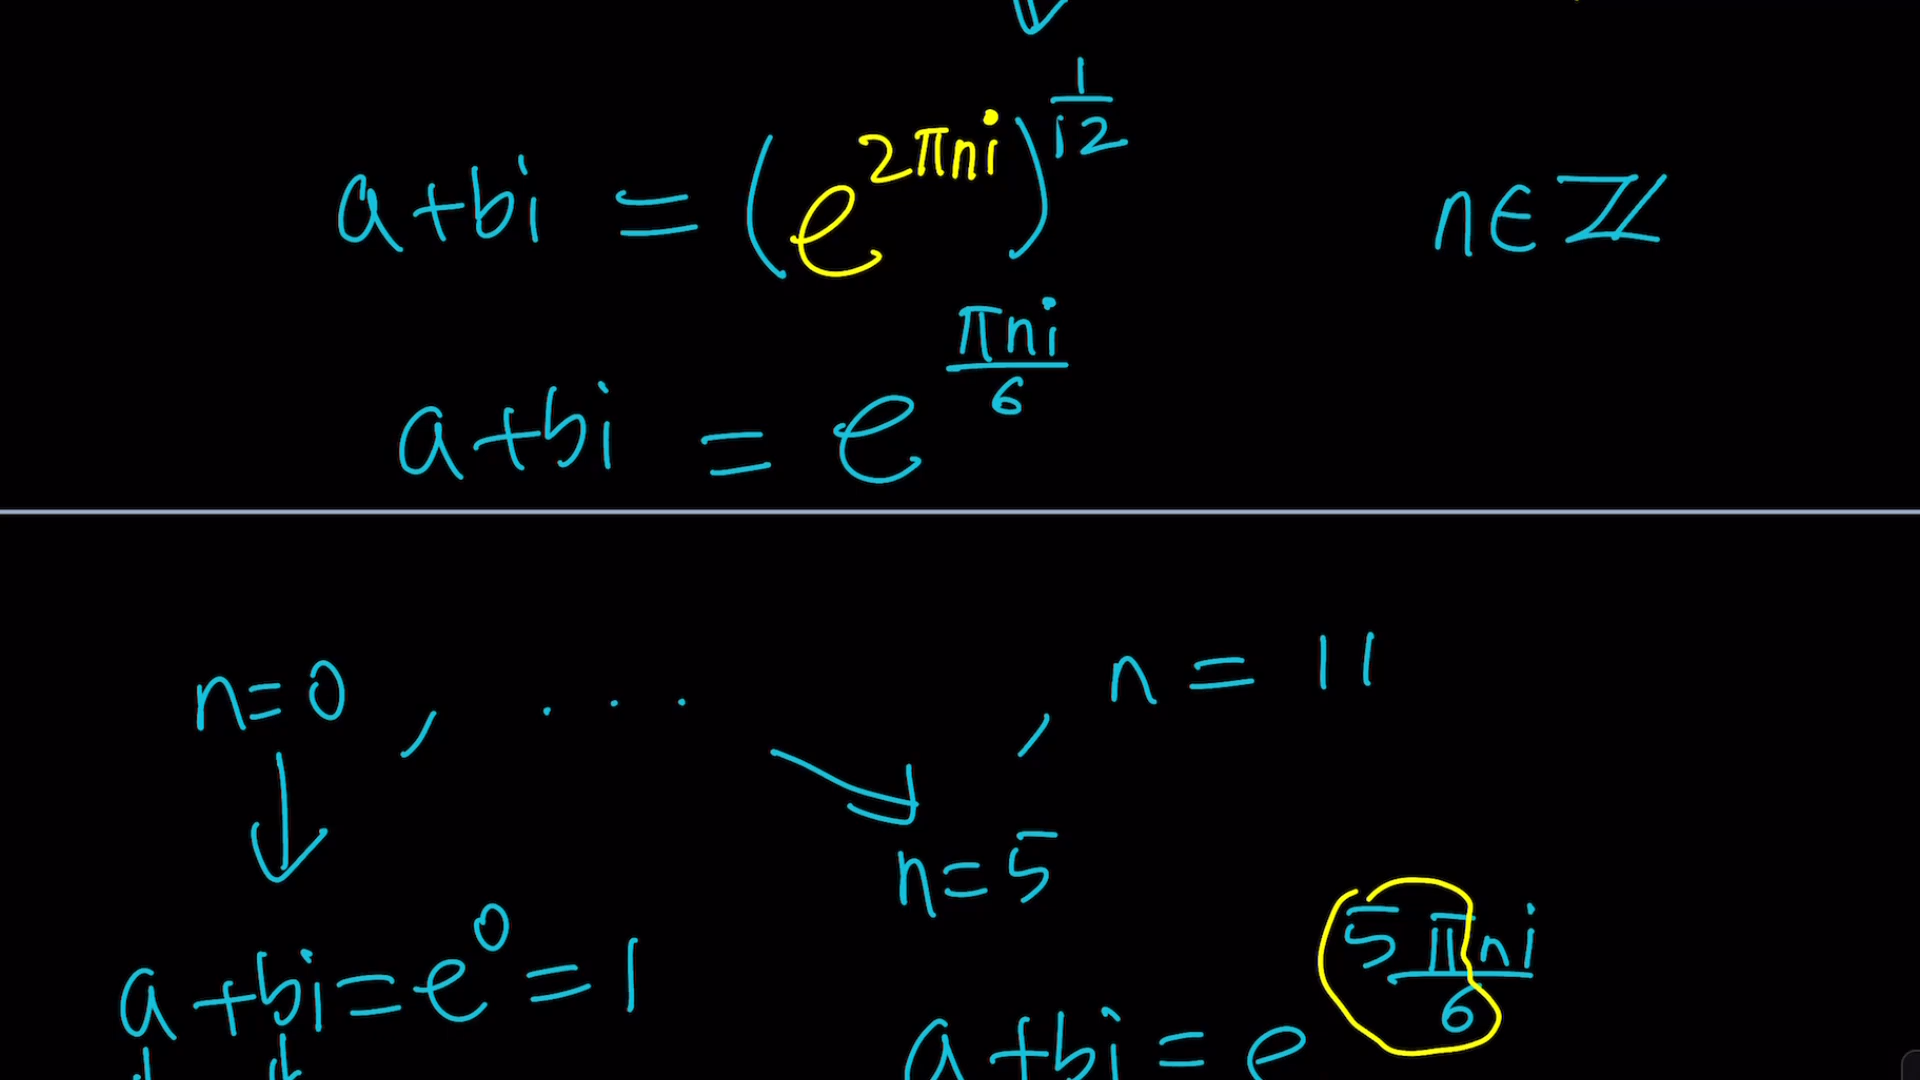 a+bi = (e^{2πni})^{1/12} n∈ℤ
a+bi = e^{πni/6}
n=0, . . . , n = 11
n=5
a+bi=e^0=1
a+bi = e^{5πni/6}